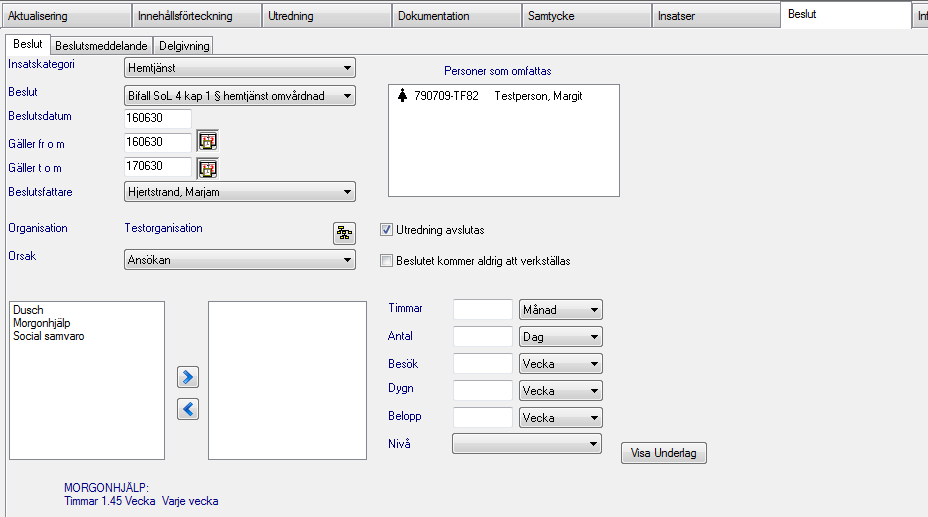 Aktualisering Innehållsförteckning Utredning Dokumentation Samtycke Insatser Beslut
Beslut Beslutsmeddelande Delgivning
Insatskategori Hemtjänst
Personer som omfattas
Beslut Bifall SoL 4 kap 1 § hemtjänst omvårdnad
790709-TF82 Testperson, Margit
Beslutsdatum 160630
Gäller fr o m 160630
Gäller t o m 170630
Beslutsfattare Hjertstrand, Marjam
Organisation Testorganisation
Utredning avslutas
Orsak Ansökan
Beslutet kommer aldrig att verkställas
Dusch
Morgonhjälp
Social samvaro
Timmar Månad
Antal Dag
Besök Vecka
Dygn Vecka
Belopp Vecka
Nivå
Visa Underlag
MORGONHJÄLP:
Timmar 1.45 Vecka Varje vecka